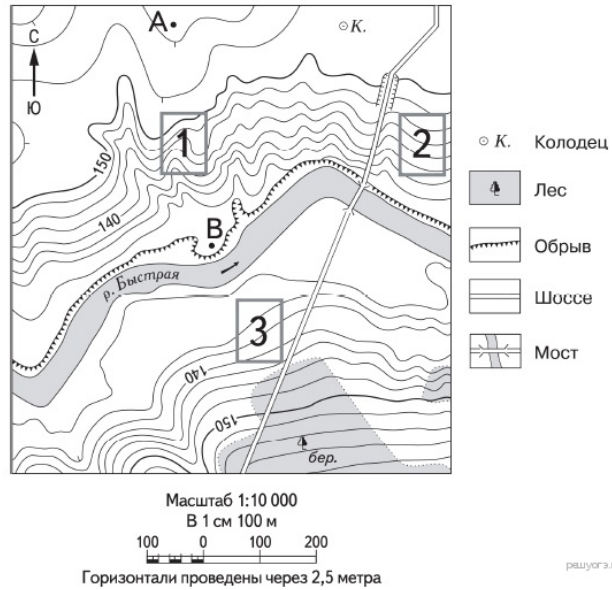 А
К.
С
Ю
1
2
150
140
В
р. Быстрая
3
140
150
бер.
К. Колодец
Лес
Обрыв
Шоссе
Мост
Масштаб 1:10 000
В 1 см 100 м
100 0 100 200
Горизонтали проведены через 2,5 метра